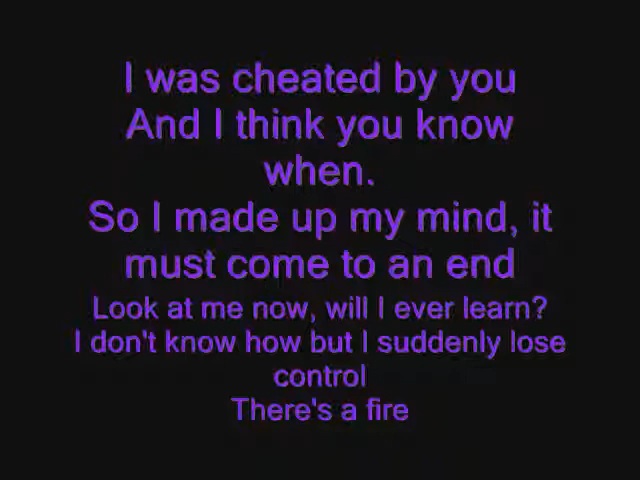 I was cheated by you
And I think you know
when.
So I made up my mind, it
must come to an end
Look at me now, will I ever learn?
I don't know how but I suddenly lose
control
There's a fire